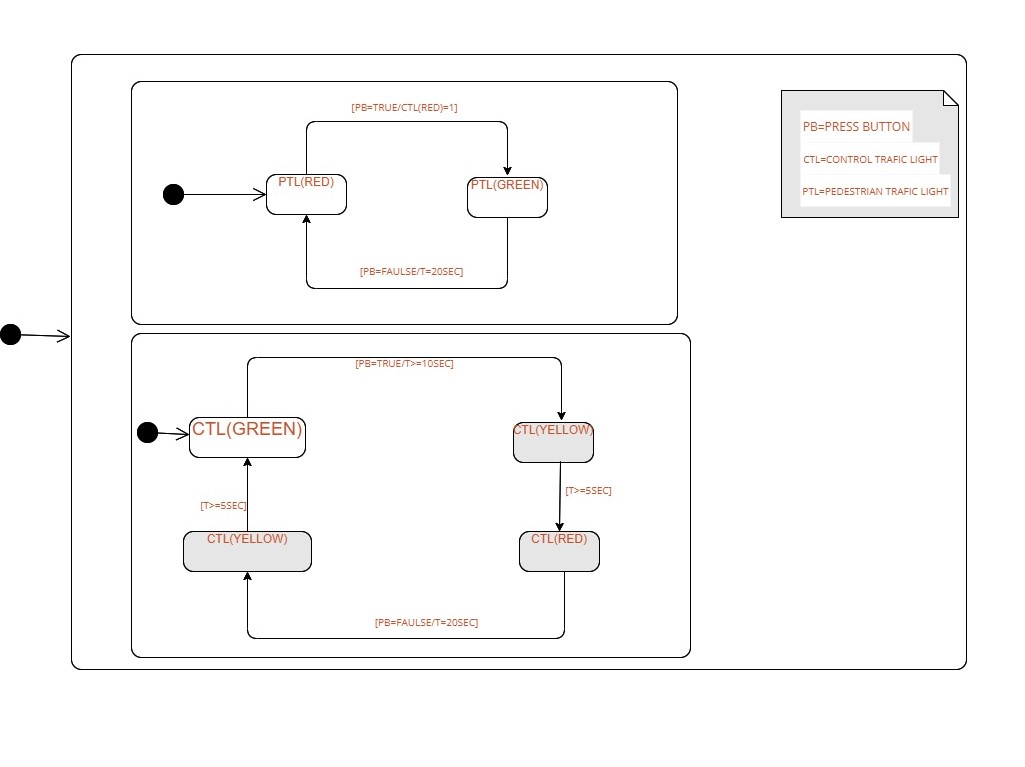 [PB=TRUE/CTL(RED)=1]
PTL(RED)
PTL(GREEN)
[PB=FAULSE/T=20SEC]
PB=PRESS BUTTON
CTL=CONTROL TRAFIC LIGHT
PTL=PEDESTRIAN TRAFIC LIGHT
[PB=TRUE/T>=10SEC]
CTL(GREEN)
CTL(YELLOW)
[T>=5SEC]
[T>=5SEC]
CTL(YELLOW)
CTL(RED)
[PB=FAULSE/T=20SEC]